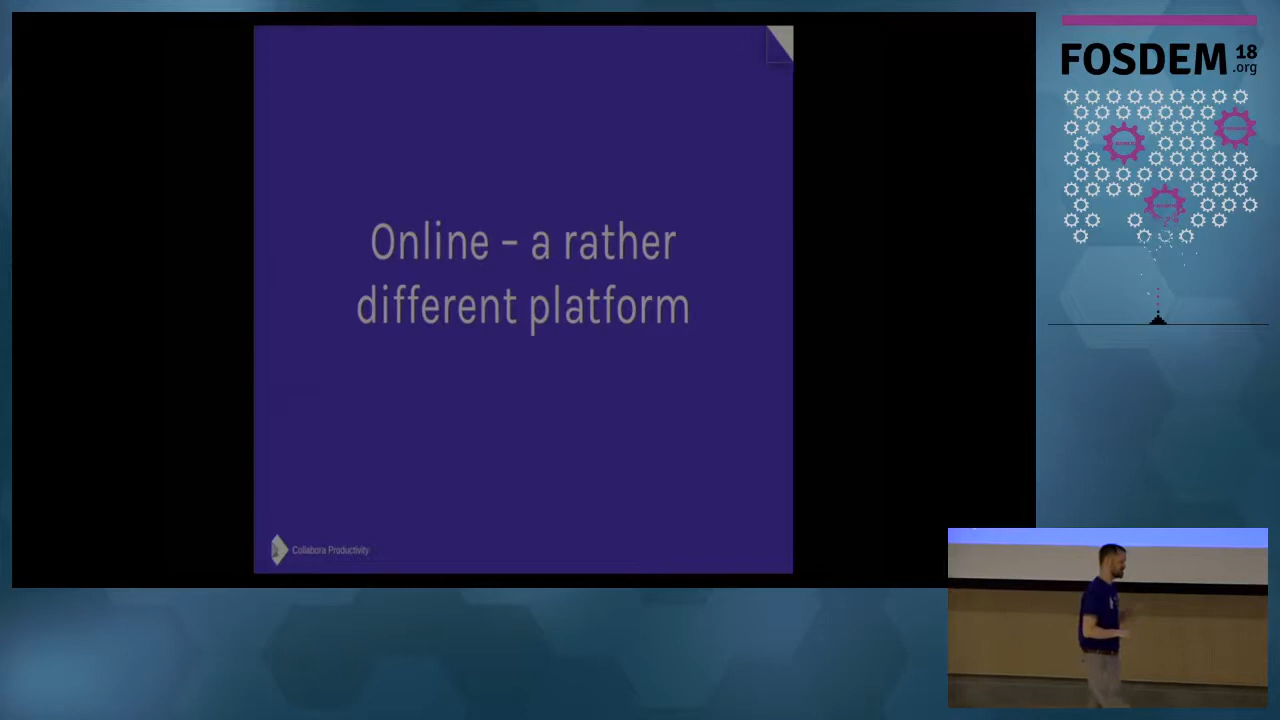 Online – a rather
different platform
Collabora Productivity
FOSDEM 18
.org